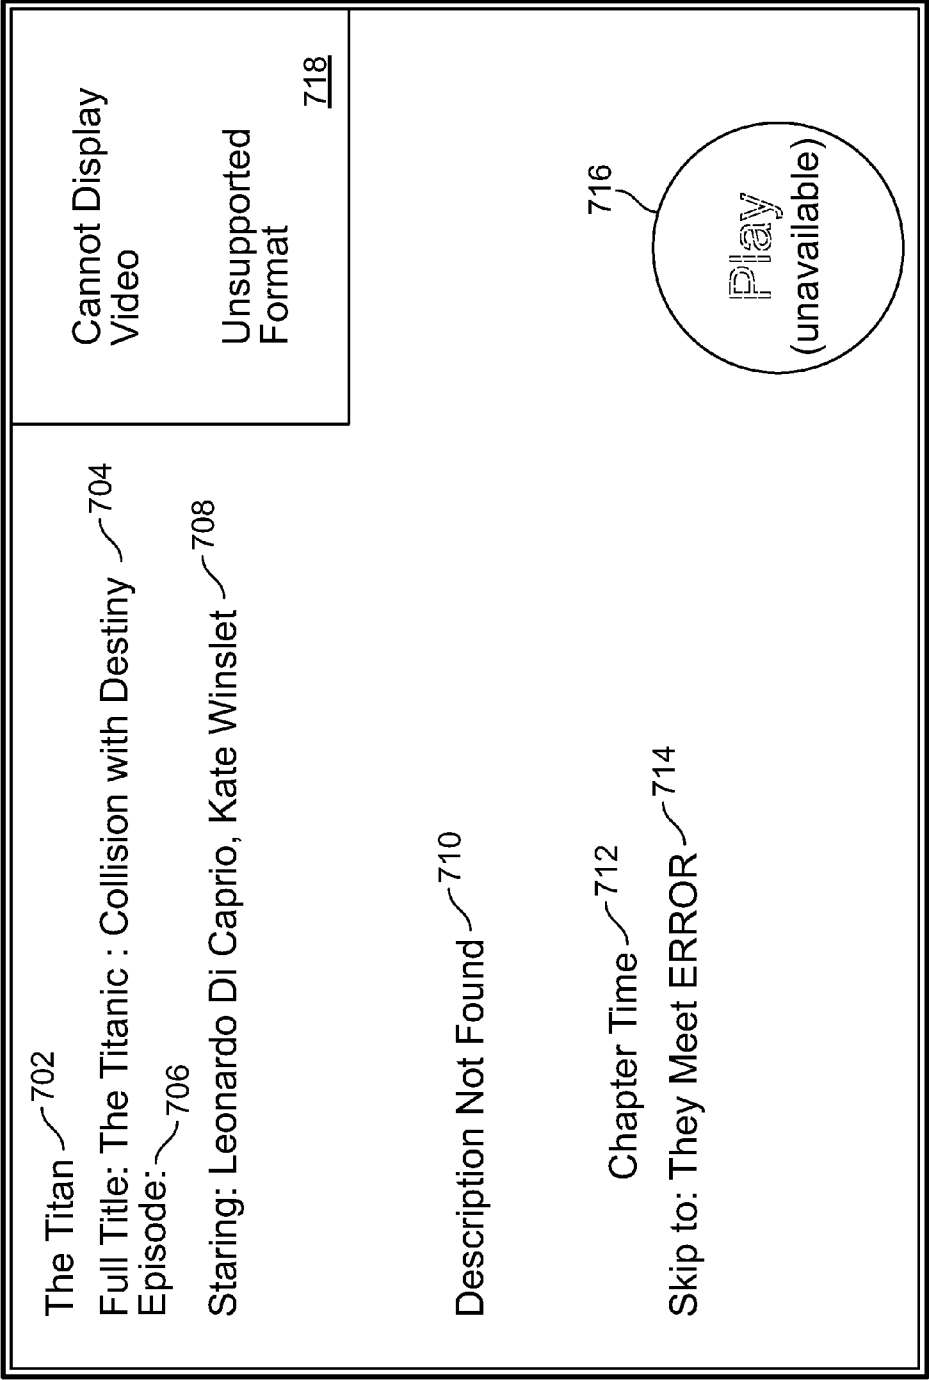 The Titan 702
Full Title: The Titanic : Collision with Destiny 704
Episode: 706
Staring: Leonardo Di Caprio, Kate Winslet 708
Cannot Display
Video
Unsupported
Format
718
Description Not Found 710
Chapter Time 712
Skip to: They Meet ERROR 714
716
Play
(unavailable)